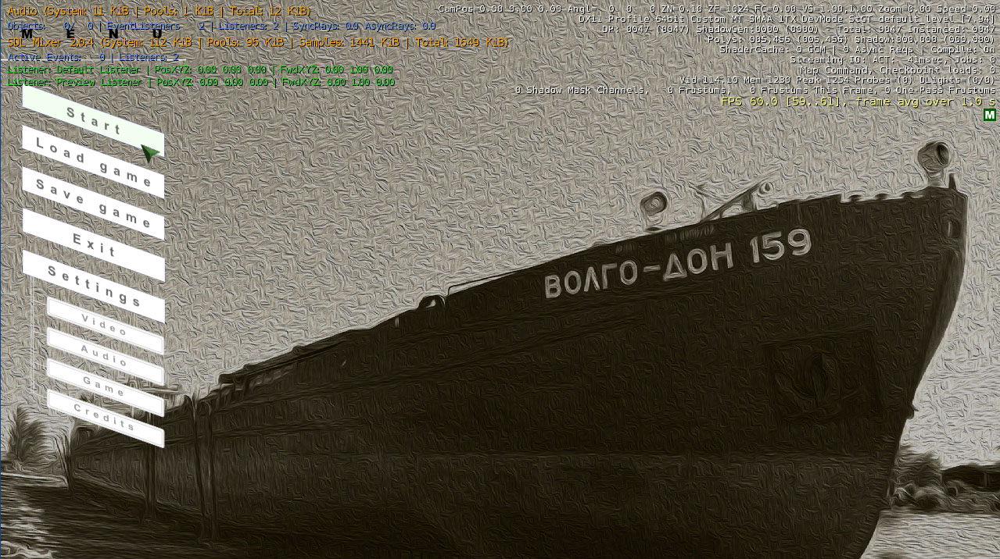 Audio (System: 11 KiB | Pools: 1 KiB | Total: 12 KiB)
Objects: 0/ 0 | EventListeners 2 | Listeners: 2 | SyncRays: 0.0 AsyncRays: 0.0
M E N U
SDL Mixer 2.0.4 (System: 112 KiB | Pools: 96 KiB | Samples: 1441 KiB | Total: 1649 KiB)
Active Events: 0 | Listeners: 2
Listener: Default Listener | PosXYZ: 0.00 0.00 0.00 | FwdXYZ: 0.00 1.00 0.00
Listener: Preview Listener | PosXYZ: 0.00 0.00 0.00 | FwdXYZ: 0.00 1.00 0.00
CamPos=0.00 0.00 0.00 Angl= 0 0 0 ZN=0.10 ZF=1024 FC=0.00 VS=1.00,1.00 Zoom=0.00 Speed=0.00
DX11 Profile 64bit Custom MT SMAA 1TX DevMode StGT default_level [7.94]
DP: 0047 (0047) ShadowGen:0000 (0000) - Total: 0047 Instanced: 0047
Polys: 005,456 (005,456) Shadow:000,000 (000,000)
ShaderCache: 0 GCM | 0 Async Reqs | Compile: On
Streaming IO: ACT: 41msec, Jobs: 0
Map Command, Checkpoint loads: 0
Vid=114.10 Mem=1230 Peak=1254 Probes=(0) DLights=(0/0)
0 Shadow Mask Channels, 0 Frustums, 0 Frustums This Frame, 0 One-Pass Frustums
FPS 60.0 [59..61], frame avg over 1.0 s
M
Start
Load game
Save game
Exit
Settings
Video
Audio
Game
Credits
ВОЛГО-ДОН 159